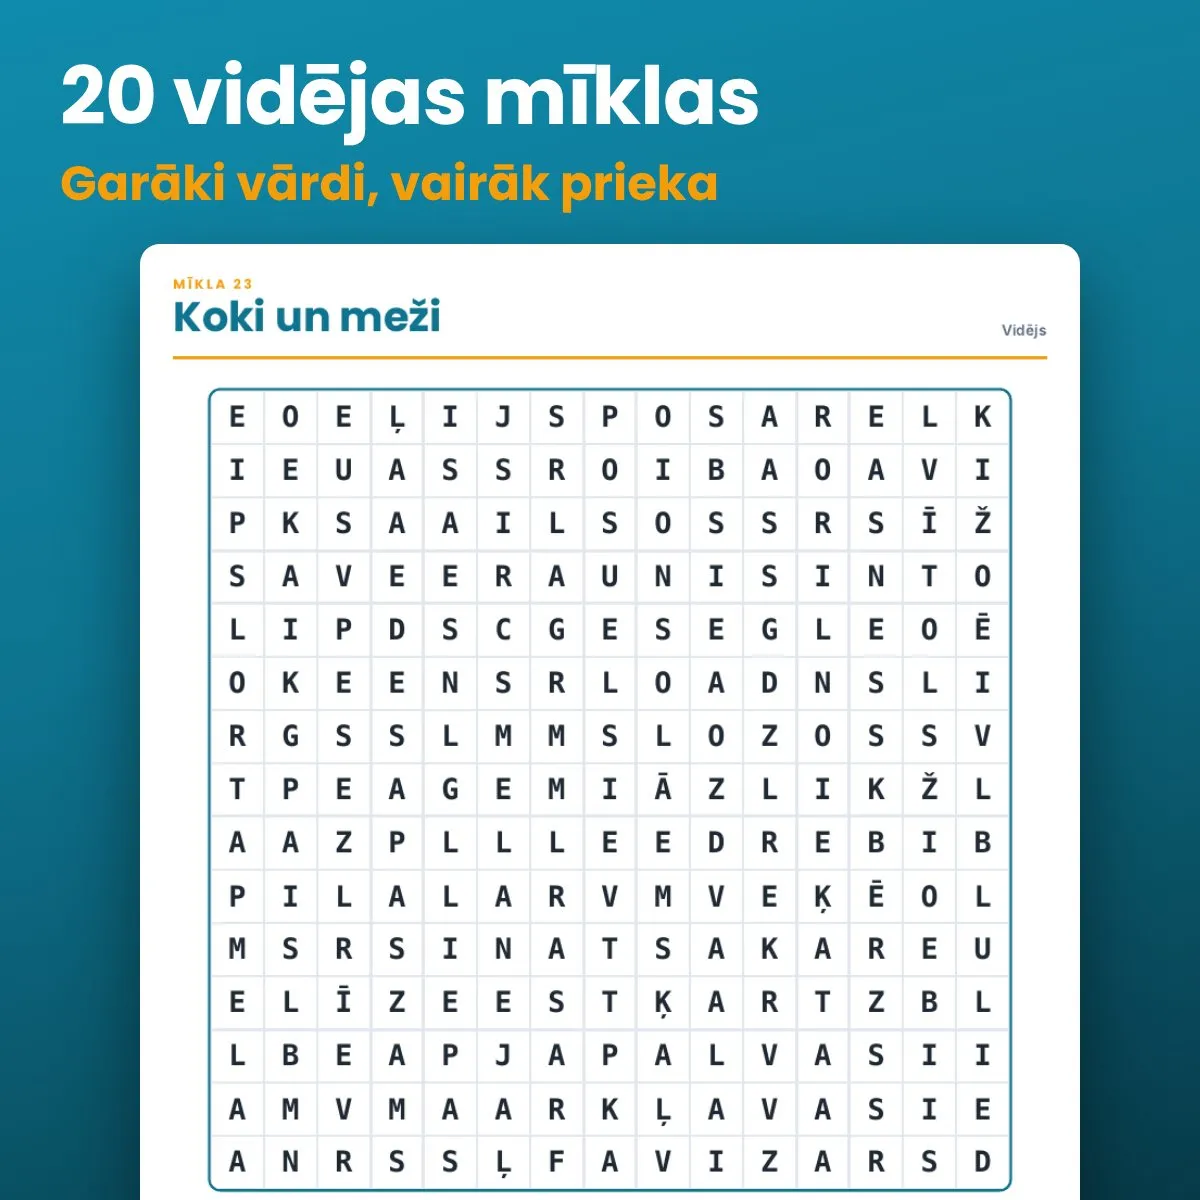 20 vidējas mīklas
Garāki vārdi, vairāk prieka
MĪKLA 23
Koki un meži
Vidējs
E O E Ļ I J S P O S A R E L K
I E U A S S R O I B A O A V I
P K S A A I L S O S S R S Ī Ž
S A V E E R A U N I S I N T O
L I P D S C G E S E G L E O Ē
O K E E N S R L O A D N S L I
R G S S L M M S L O Z O S S V
T P E A G E M I Ā Z L I K Ž L
A A Z P L L L E E D R E B I B
P I L A L A R V M V E Ķ Ē O L
M S R S I N A T S A K A R E U
E L Ī Z E E S T Ķ A R T Z B L
L B E A P J A P A L V A S I I
A M V M A A R K Ļ A V A S I E
A N R S S Ļ F A V I Z A R S D